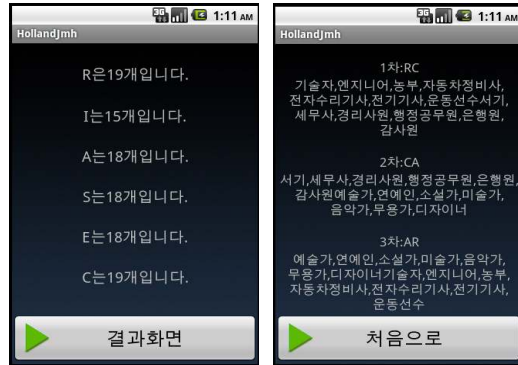 3G 1:11 AM
HollandJmh
R은19개입니다.
I는15개입니다.
A는18개입니다.
S는18개입니다.
E는18개입니다.
C는19개입니다.
결과화면
3G 1:11 AM
HollandJmh
1차:RC
기술자,엔지니어,농부,자동차정비사,
전자수리기사,전기기사,운동선수서기,
세무사,경리사원,행정공무원,은행원,
감사원
2차:CA
서기,세무사,경리사원,행정공무원,은행원,
감사원예술가,연예인,소설가,미술가,
음악가,무용가,디자이너
3차:AR
예술가,연예인,소설가,미술가,음악가,
무용가,디자이너기술자,엔지니어,농부,
자동차정비사,전자수리기사,전기기사,
운동선수
처음으로